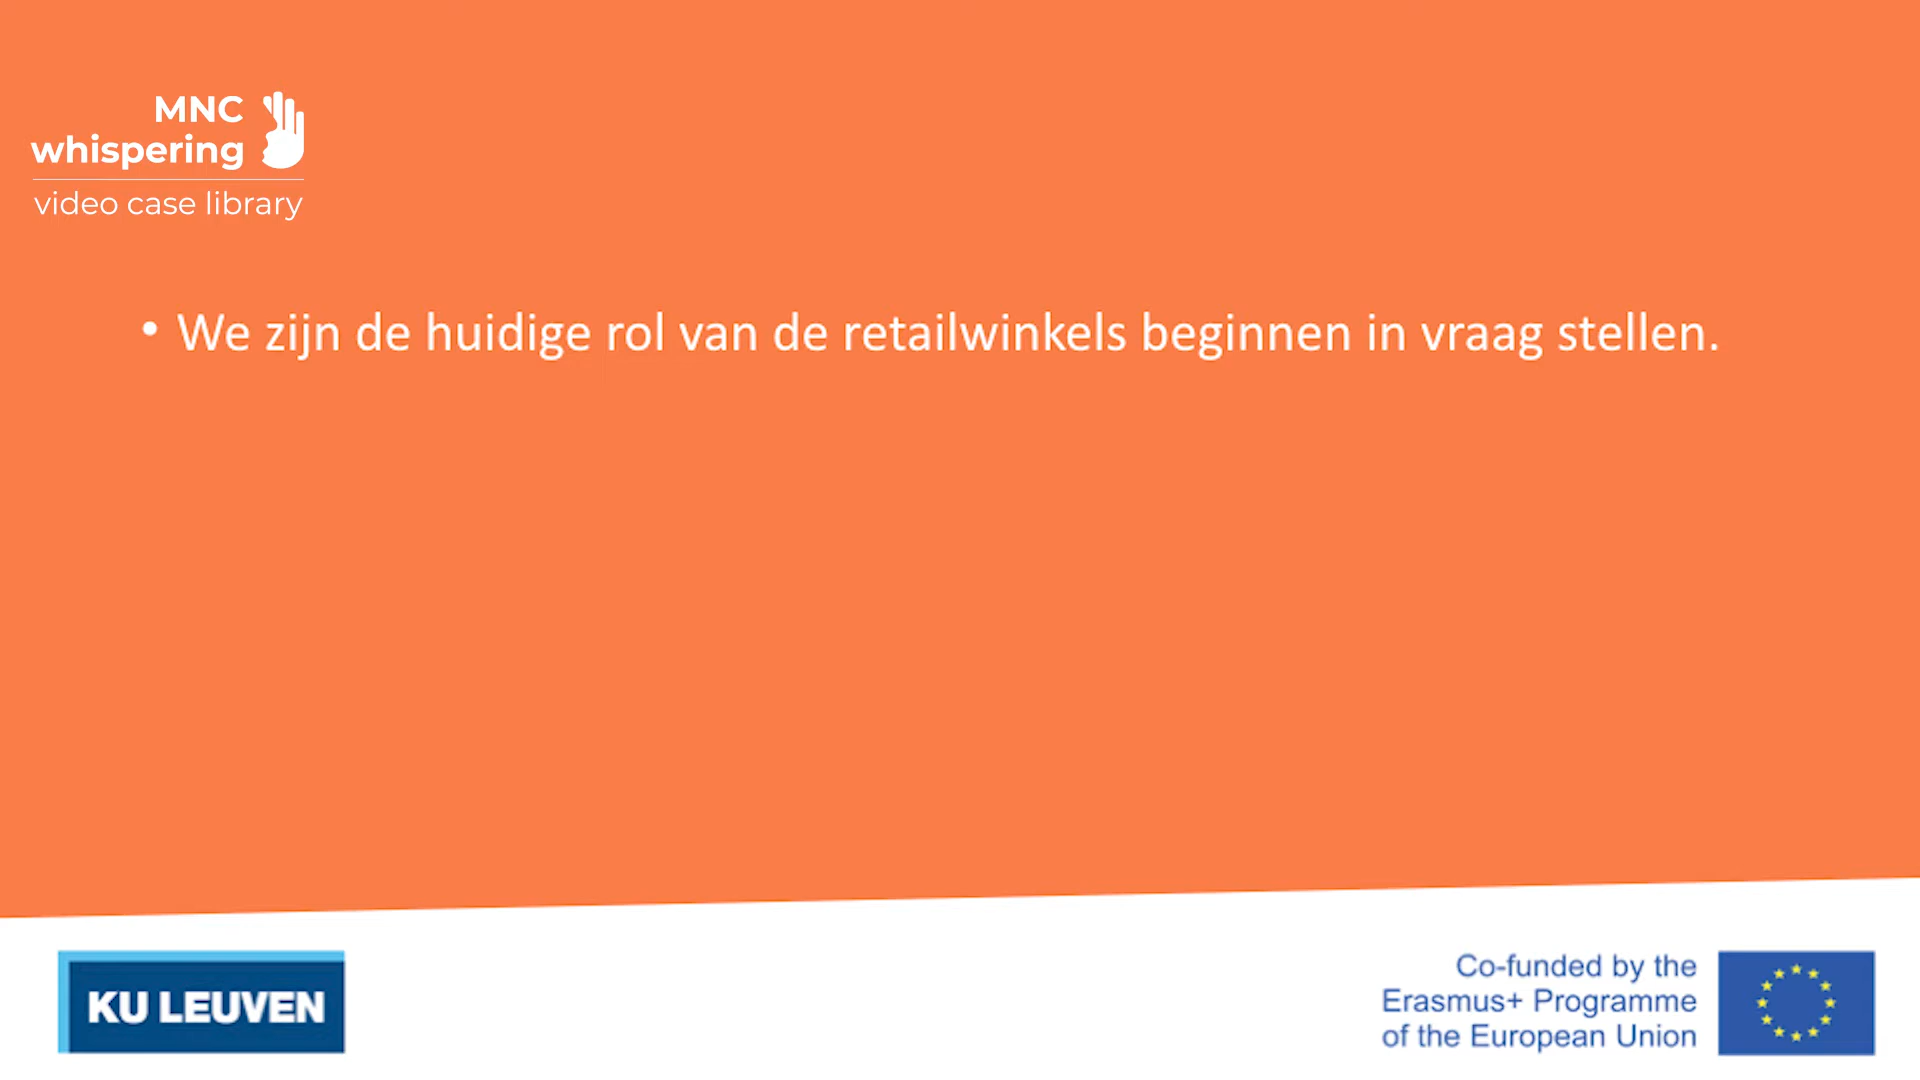 MNC
whispering
video case library
• We zijn de huidige rol van de retailwinkels beginnen in vraag stellen.
KU LEUVEN
Co-funded by the
Erasmus+ Programme
of the European Union